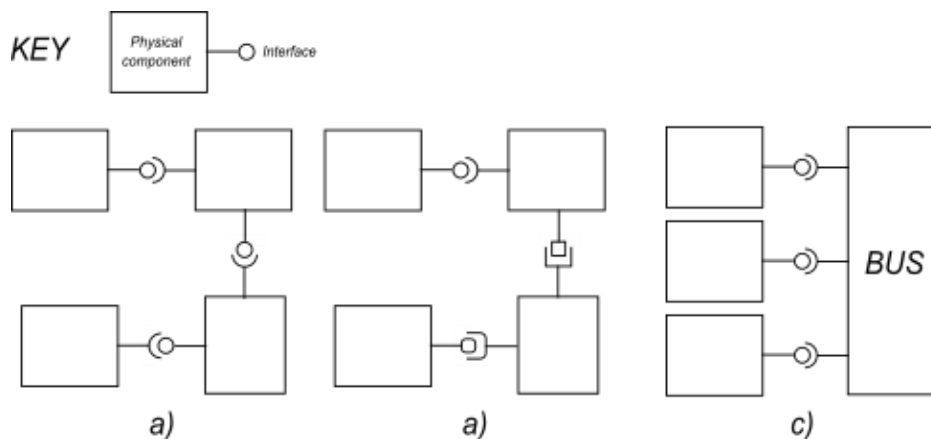 KEY
Physical
component
Interface
BUS
a)
a)
c)